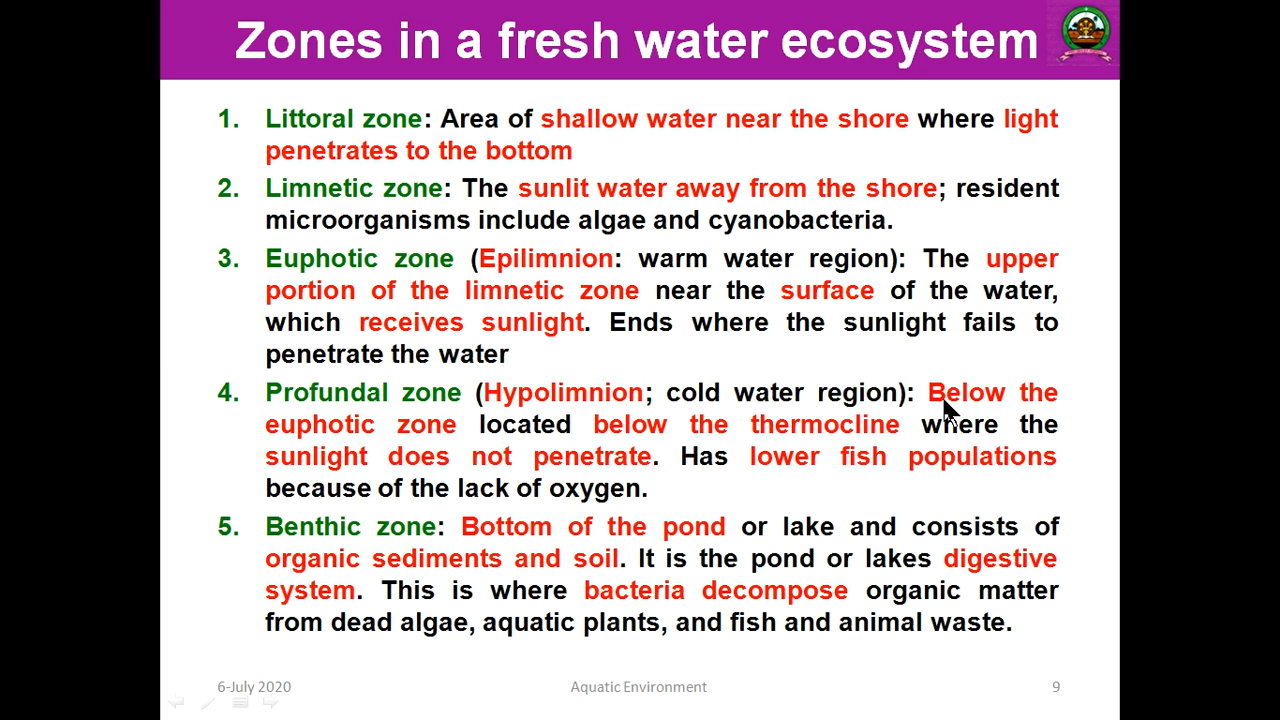 Zones in a fresh water ecosystem
1. Littoral zone: Area of shallow water near the shore where light
penetrates to the bottom
2. Limnetic zone: The sunlit water away from the shore; resident
microorganisms include algae and cyanobacteria.
3. Euphotic zone (Epilimnion: warm water region): The upper
portion of the limnetic zone near the surface of the water,
which receives sunlight. Ends where the sunlight fails to
penetrate the water
4. Profundal zone (Hypolimnion; cold water region): Below the
euphotic zone located below the thermocline where the
sunlight does not penetrate. Has lower fish populations
because of the lack of oxygen.
5. Benthic zone: Bottom of the pond or lake and consists of
organic sediments and soil. It is the pond or lakes digestive
system. This is where bacteria decompose organic matter
from dead algae, aquatic plants, and fish and animal waste.
6-July 2020 Aquatic Environment 9